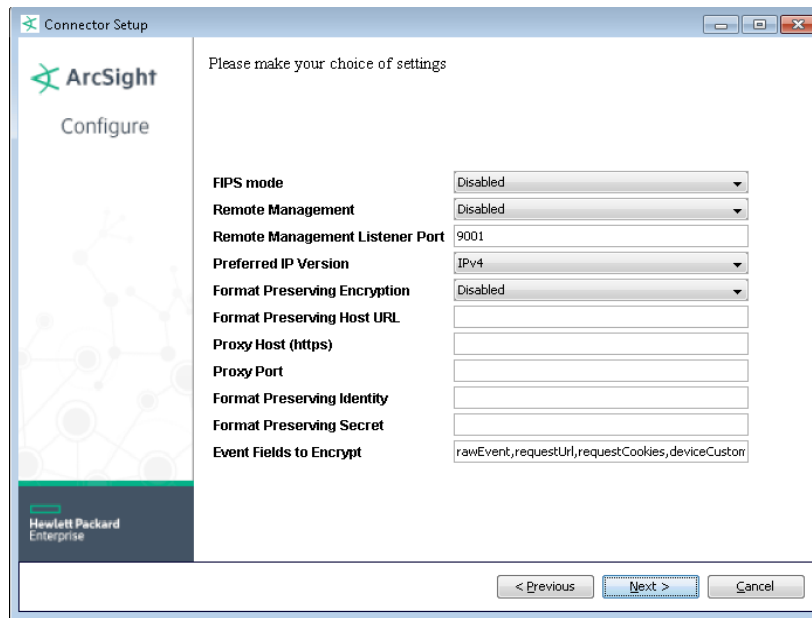 Connector Setup
ArcSight
Configure
Please make your choice of settings
FIPS mode Disabled
Remote Management Disabled
Remote Management Listener Port 9001
Preferred IP Version IPv4
Format Preserving Encryption Disabled
Format Preserving Host URL
Proxy Host (https)
Proxy Port
Format Preserving Identity
Format Preserving Secret
Event Fields to Encrypt rawEvent,requestUrl,requestCookies,deviceCustom
Hewlett Packard
Enterprise
< Previous Next > Cancel